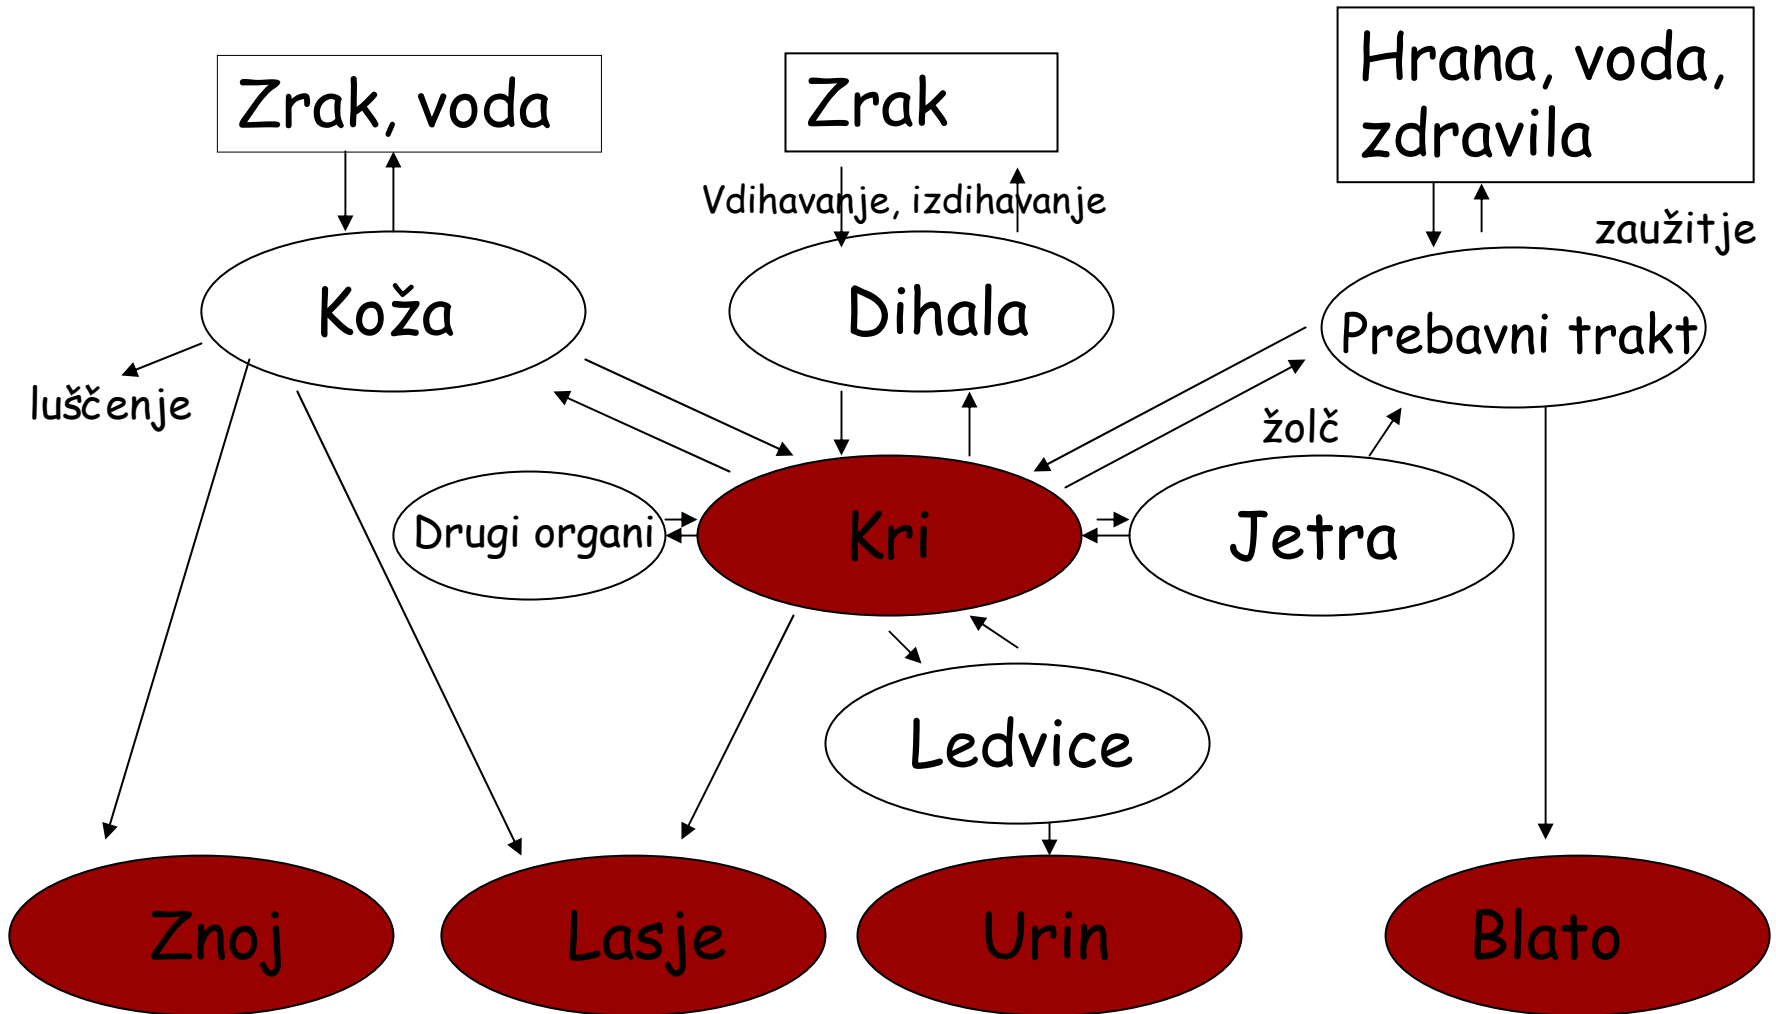 Zrak, voda
Zrak
Hrana, voda,
zdravila
Vdihavanje, izdihavanje
zaužitje
Koža
Dihala
Prebavni trakt
luščenje
žolč
Drugi organi
Kri
Jetra
Ledvice
Znoj
Lasje
Urin
Blato